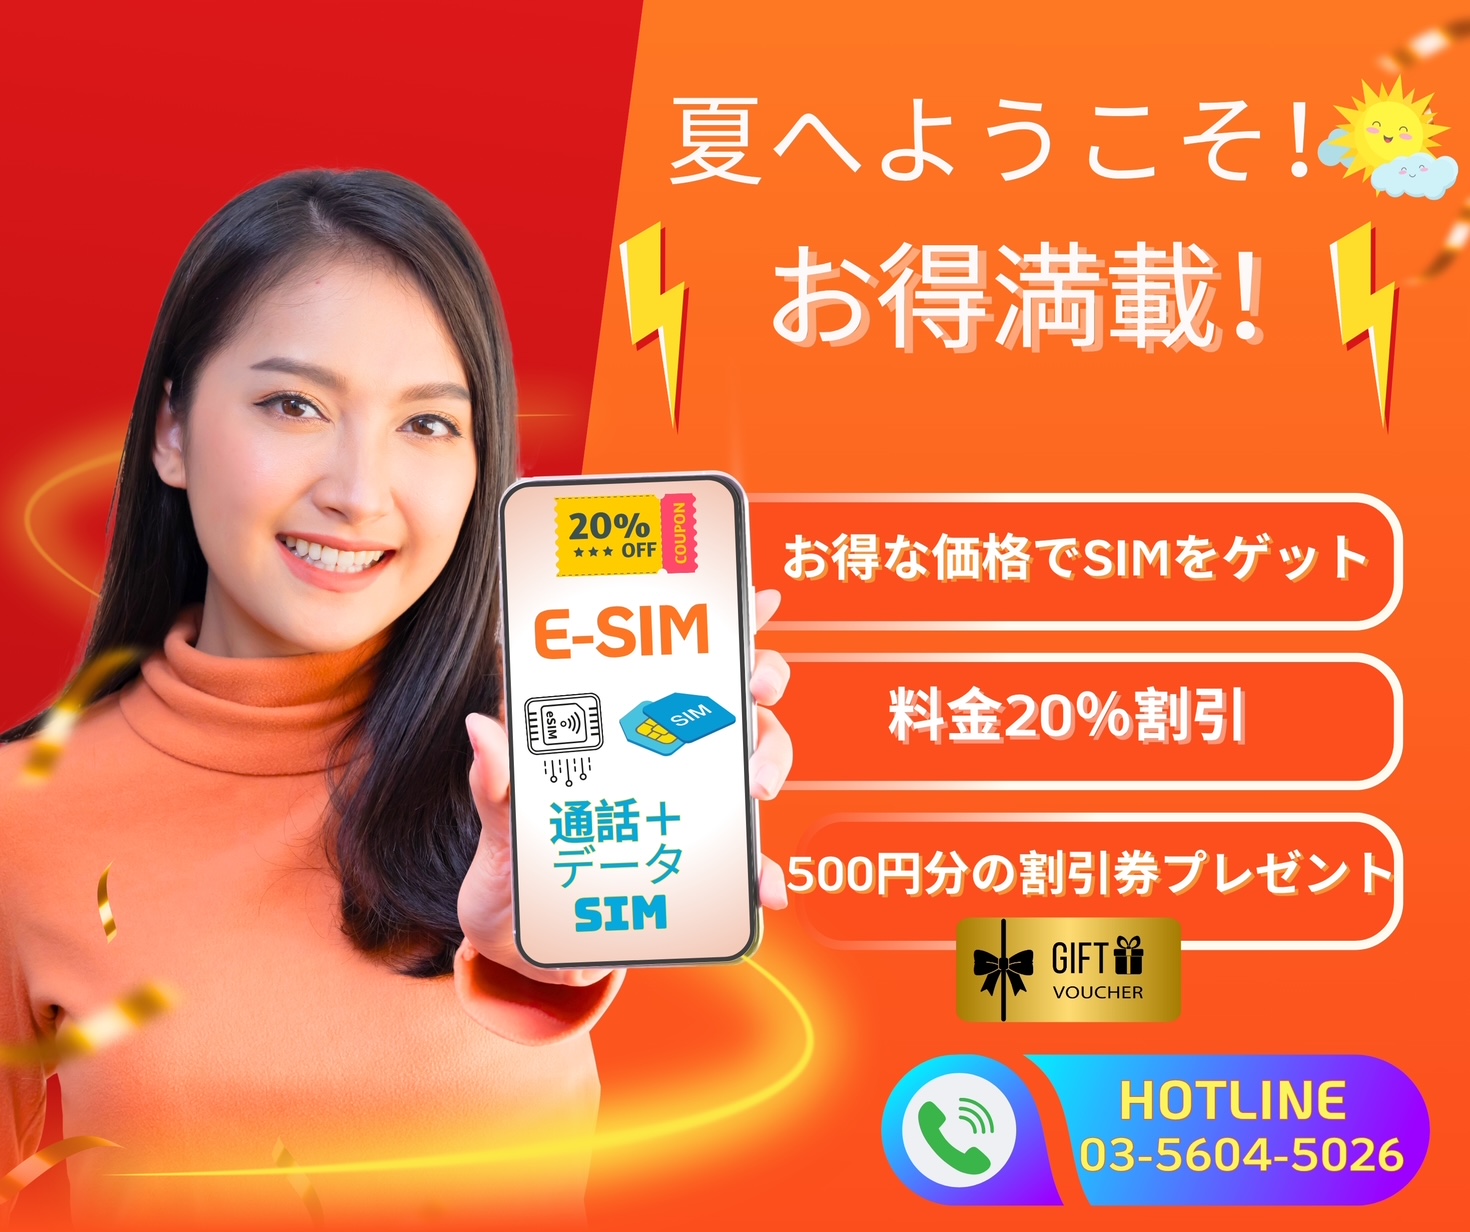 夏へようこそ！
お得満載！
20%
OFF
COUPON
E-SIM
eSIM
SIM
通話＋
データ
SIM
お得な価格でSIMをゲット
料金20％割引
500円分の割引券プレゼント
GIFT
VOUCHER
HOTLINE
03-5604-5026